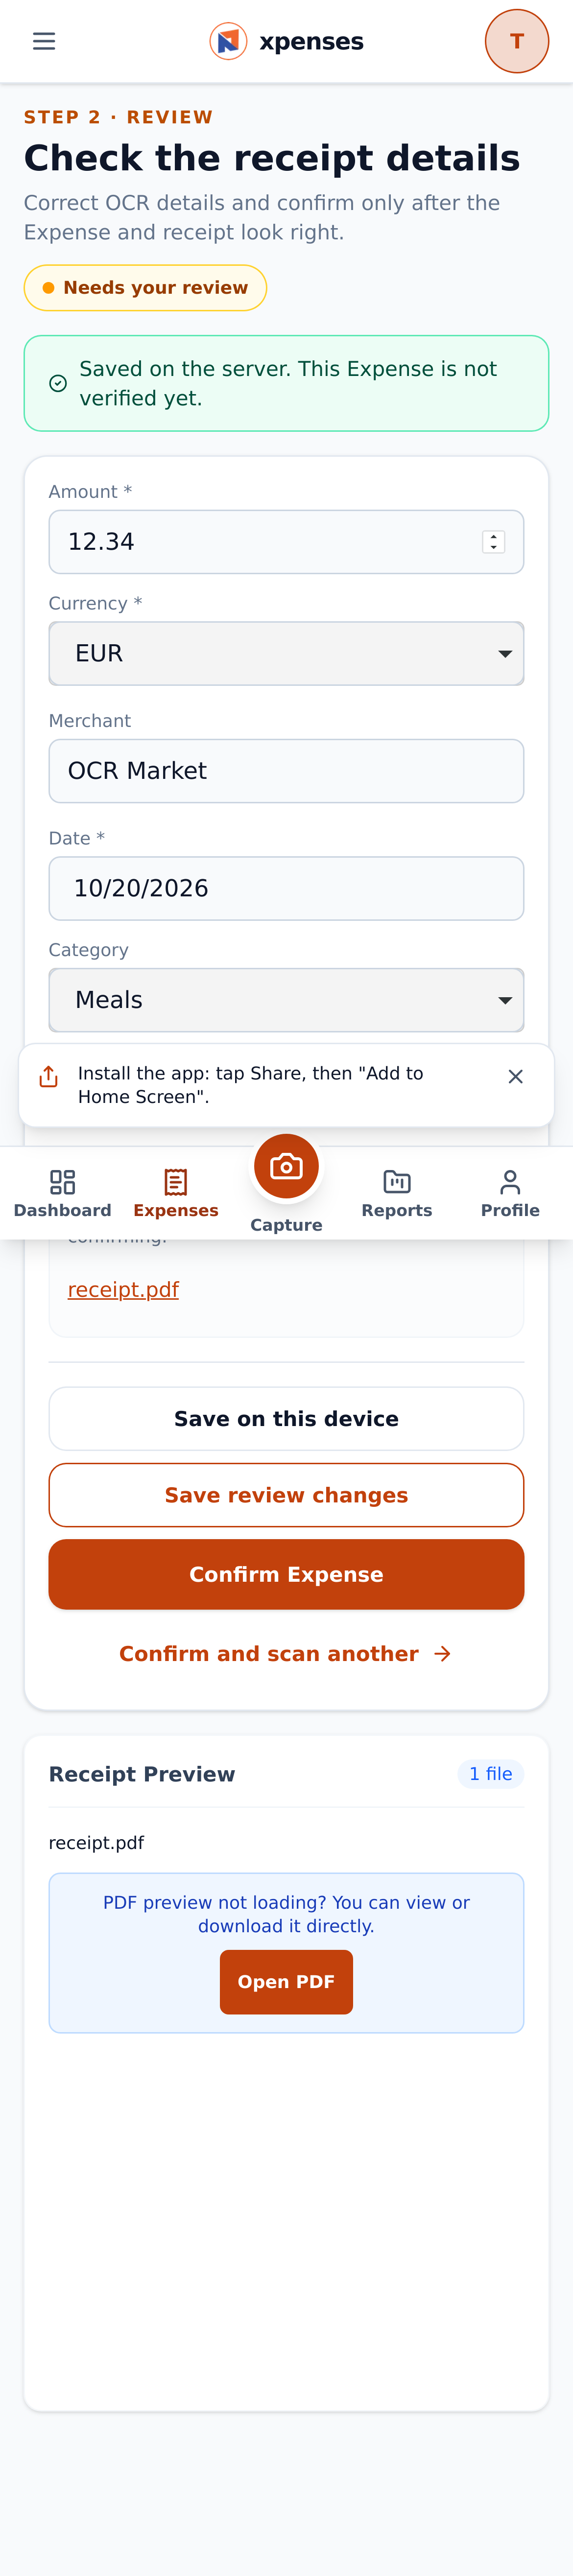 xpenses
T
STEP 2 · REVIEW
Check the receipt details
Correct OCR details and confirm only after the
Expense and receipt look right.
Needs your review
Saved on the server. This Expense is not
verified yet.
Amount *
12.34
Currency *
EUR
Merchant
OCR Market
Date *
10/20/2026
Category
Meals
Install the app: tap Share, then "Add to
Home Screen".
Dashboard
Expenses
Capture
Reports
Profile
confirming.
receipt.pdf
Save on this device
Save review changes
Confirm Expense
Confirm and scan another →
Receipt Preview
1 file
receipt.pdf
PDF preview not loading? You can view or
download it directly.
Open PDF